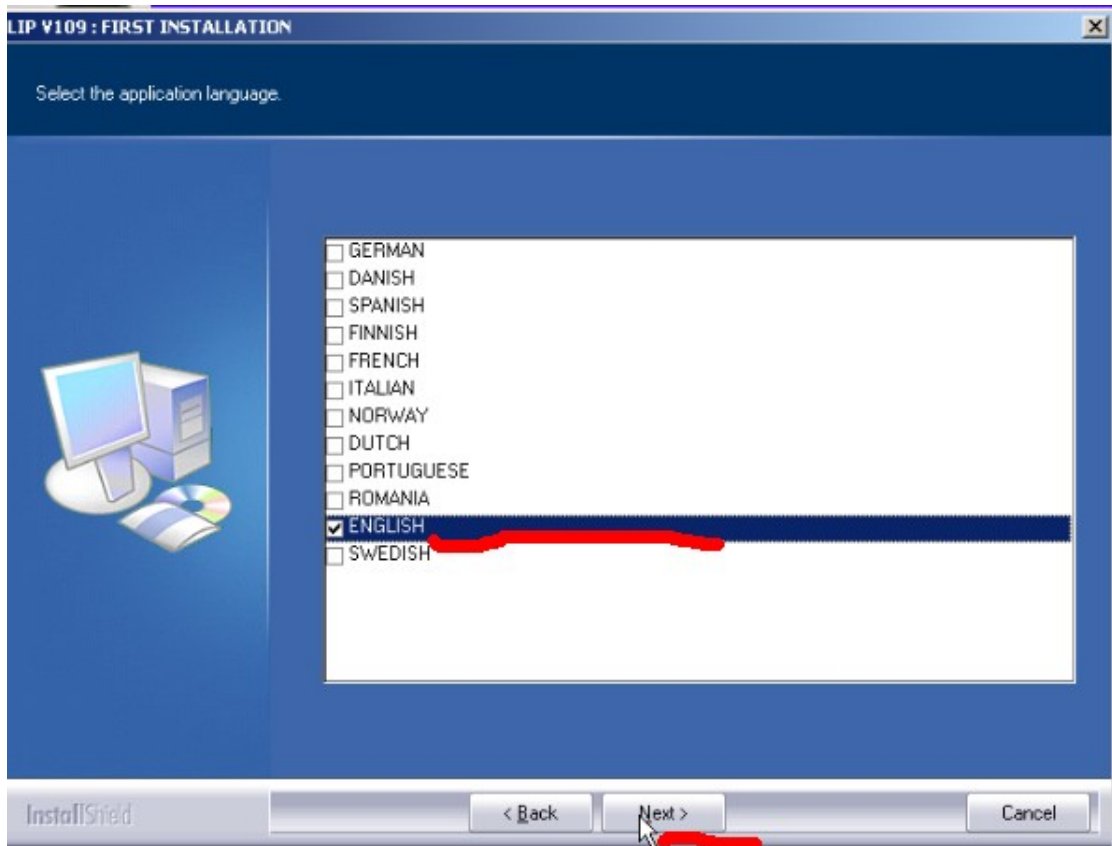 LIP V109 : FIRST INSTALLATION
Select the application language.
GERMAN
DANISH
SPANISH
FINNISH
FRENCH
ITALIAN
NORWAY
DUTCH
PORTUGUESE
ROMANIA
ENGLISH
SWEDISH
InstallShield
< Back Next > Cancel